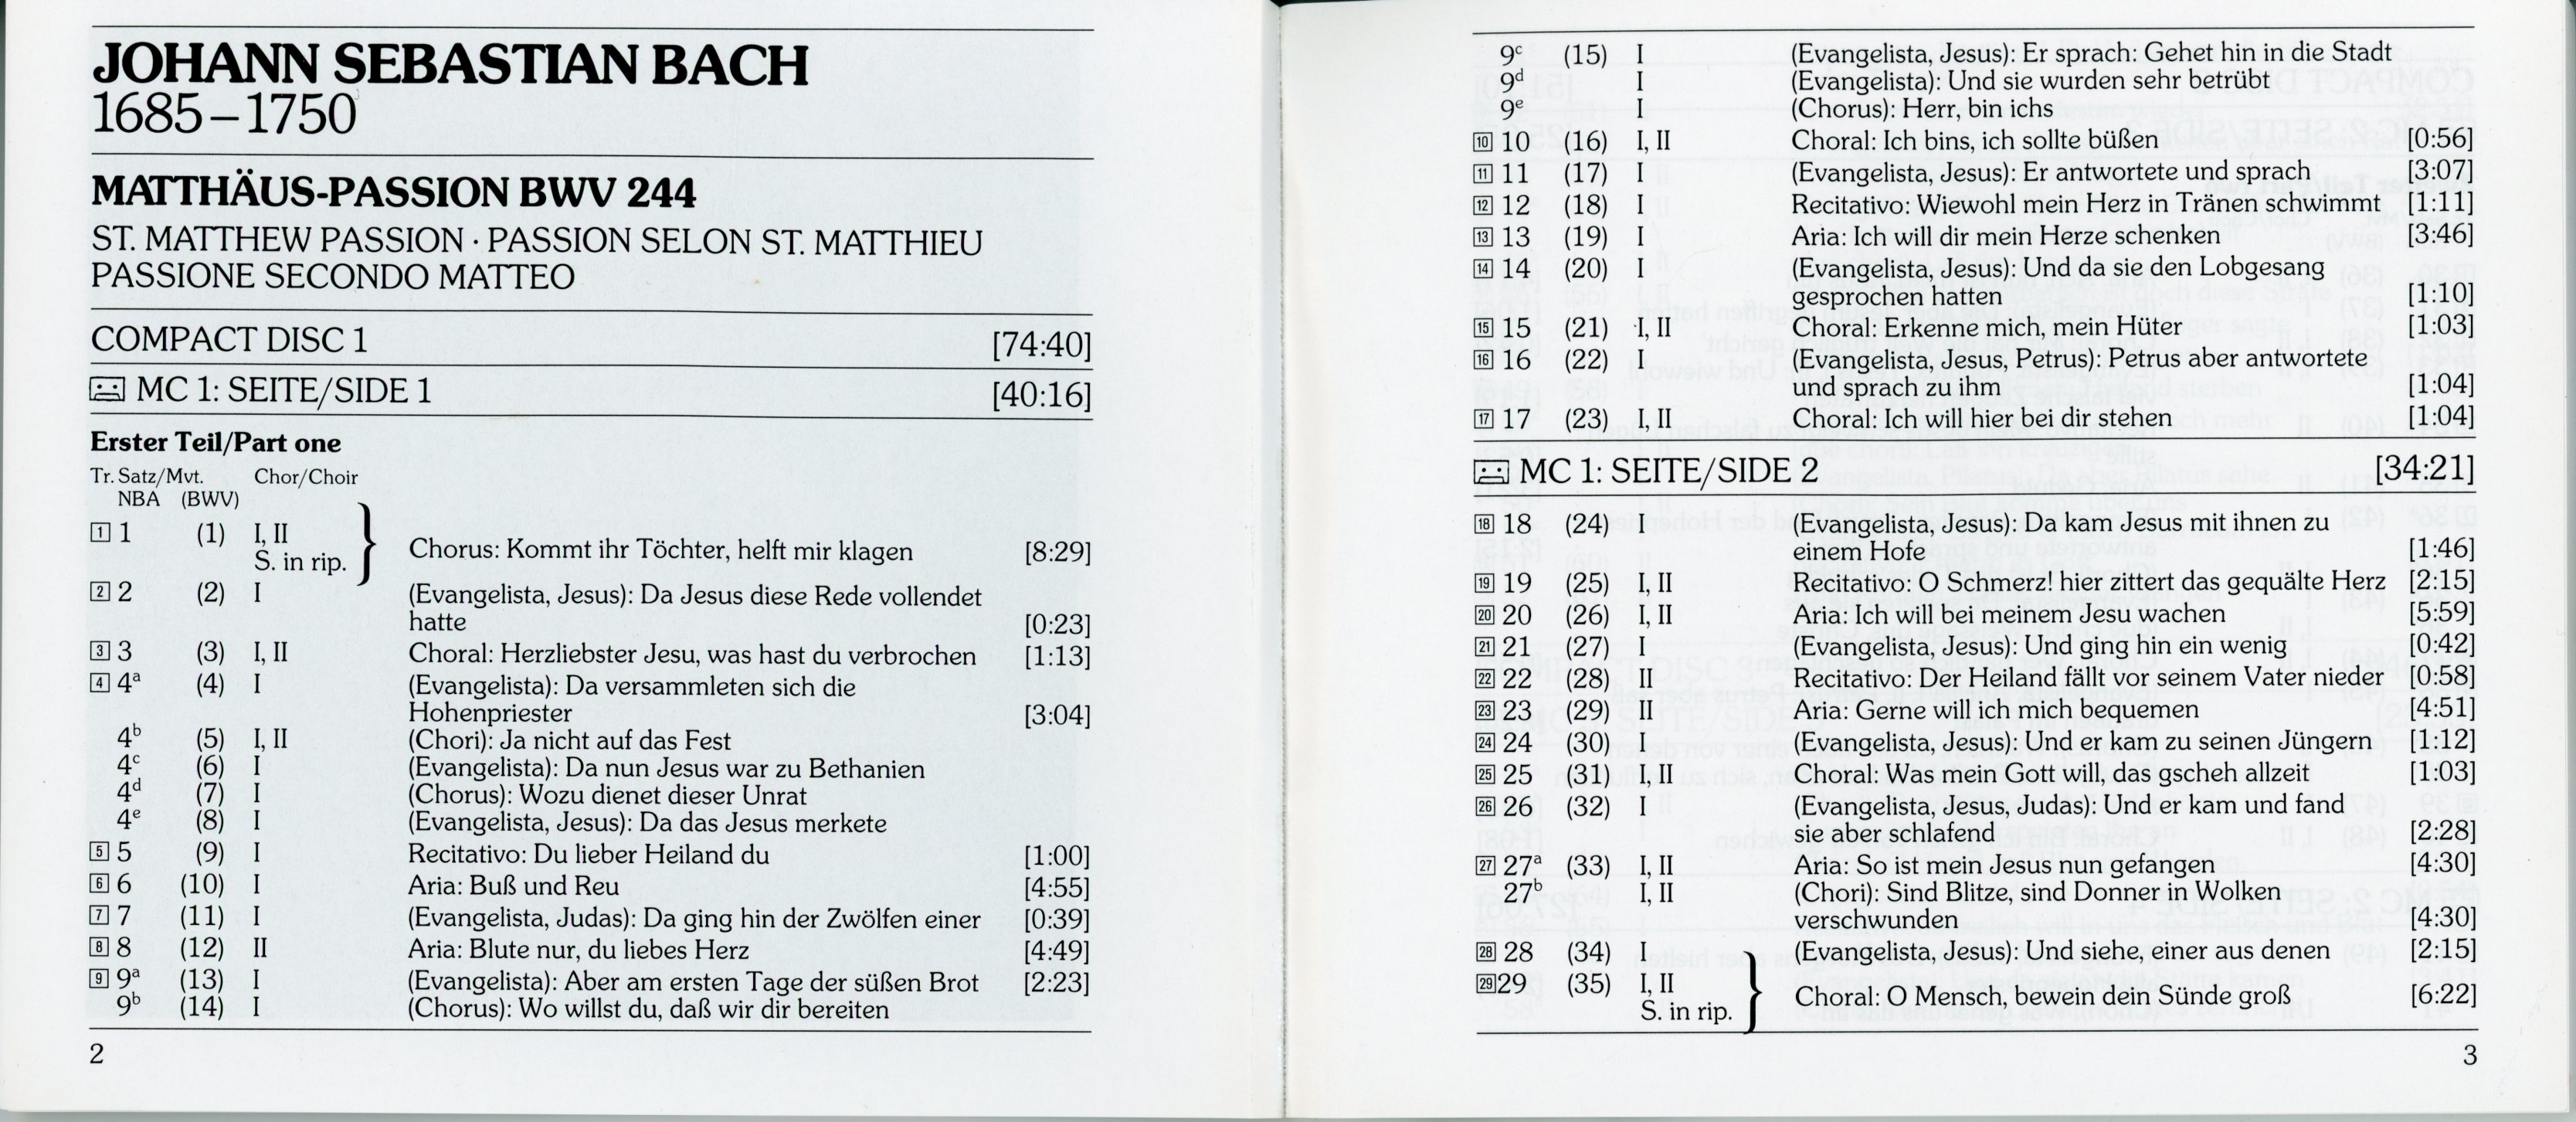 JOHANN SEBASTIAN BACH
1685–1750
MATTHÄUS-PASSION BWV 244
ST. MATTHEW PASSION · PASSION SELON ST. MATTHIEU
PASSIONE SECONDO MATTEO
COMPACT DISC 1 [74:40]
MC 1: SEITE/SIDE 1 [40:16]
Erster Teil/Part one
Tr. Satz/Mvt. Chor/Choir
NBA (BWV)
1 1 (1) I, II
S. in rip. } Chorus: Kommt ihr Töchter, helft mir klagen [8:29]
2 2 (2) I (Evangelista, Jesus): Da Jesus diese Rede vollendet
hatte [0:23]
3 3 (3) I, II Choral: Herzliebster Jesu, was hast du verbrochen [1:13]
4 4a (4) I (Evangelista): Da versammleten sich die
Hohenpriester [3:04]
4b (5) I, II (Chori): Ja nicht auf das Fest
4c (6) I (Evangelista): Da nun Jesus war zu Bethanien
4d (7) I (Chorus): Wozu dienet dieser Unrat
4e (8) I (Evangelista, Jesus): Da das Jesus merkete
5 5 (9) I Recitativo: Du lieber Heiland du [1:00]
6 6 (10) I Aria: Buß und Reu [4:55]
7 7 (11) I (Evangelista, Judas): Da ging hin der Zwölfen einer [0:39]
8 8 (12) II Aria: Blute nur, du liebes Herz [4:49]
9 9a (13) I (Evangelista): Aber am ersten Tage der süßen Brot [2:23]
9b (14) I (Chorus): Wo willst du, daß wir dir bereiten
2
9c (15) I (Evangelista, Jesus): Er sprach: Gehet hin in die Stadt
9d I (Evangelista): Und sie wurden sehr betrübt
9e I (Chorus): Herr, bin ichs
10 10 (16) I, II Choral: Ich bins, ich sollte büßen [0:56]
11 11 (17) I (Evangelista, Jesus): Er antwortete und sprach [3:07]
12 12 (18) I Recitativo: Wiewohl mein Herz in Tränen schwimmt [1:11]
13 13 (19) I Aria: Ich will dir mein Herze schenken [3:46]
14 14 (20) I (Evangelista, Jesus): Und da sie den Lobgesang
gesprochen hatten [1:10]
15 15 (21) I, II Choral: Erkenne mich, mein Hüter [1:03]
16 16 (22) I (Evangelista, Jesus, Petrus): Petrus aber antwortete
und sprach zu ihm [1:04]
17 17 (23) I, II Choral: Ich will hier bei dir stehen [1:04]
MC 1: SEITE/SIDE 2 [34:21]
18 18 (24) I (Evangelista, Jesus): Da kam Jesus mit ihnen zu
einem Hofe [1:46]
19 19 (25) I, II Recitativo: O Schmerz! hier zittert das gequälte Herz [2:15]
20 20 (26) I, II Aria: Ich will bei meinem Jesu wachen [5:59]
21 21 (27) I (Evangelista, Jesus): Und ging hin ein wenig [0:42]
22 22 (28) II Recitativo: Der Heiland fällt vor seinem Vater nieder [0:58]
23 23 (29) II Aria: Gerne will ich mich bequemen [4:51]
24 24 (30) I (Evangelista, Jesus): Und er kam zu seinen Jüngern [1:12]
25 25 (31) I, II Choral: Was mein Gott will, das gscheh allzeit [1:03]
26 26 (32) I (Evangelista, Jesus, Judas): Und er kam und fand
sie aber schlafend [2:28]
27 27a (33) I, II Aria: So ist mein Jesus nun gefangen [4:30]
27b I, II (Chori): Sind Blitze, sind Donner in Wolken
verschwunden [4:30]
28 28 (34) I (Evangelista, Jesus): Und siehe, einer aus denen [2:15]
29 29 (35) I, II
S. in rip. } Choral: O Mensch, bewein dein Sünde groß [6:22]
3